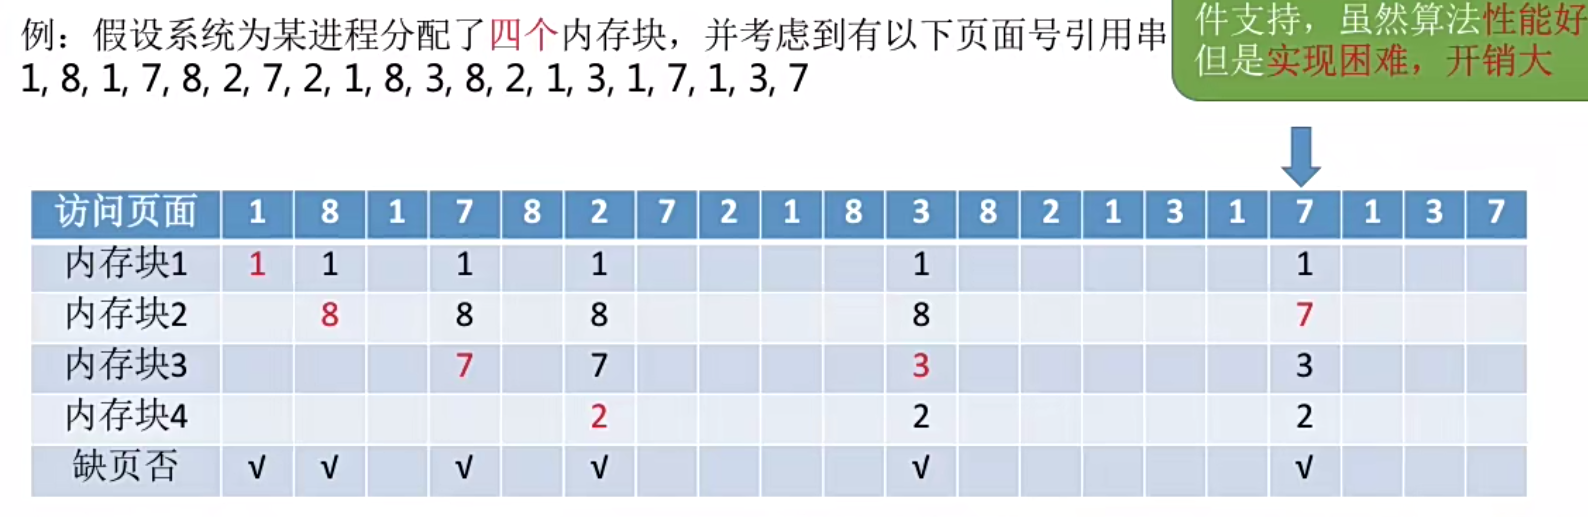 例：假设系统为某进程分配了四个内存块，并考虑到有以下页面号引用串
1, 8, 1, 7, 8, 2, 7, 2, 1, 8, 3, 8, 2, 1, 3, 1, 7, 1, 3, 7
件支持，虽然算法性能好
但是实现困难，开销大
访问页面 1 8 1 7 8 2 7 2 1 8 3 8 2 1 3 1 7 1 3 7
内存块1 1 1 1 1 1 1
内存块2 8 8 8 8 7
内存块3 7 7 3 3
内存块4 2 2 2
缺页否 √ √ √ √ √ √